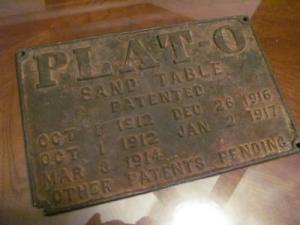 PLAT-O
SAND TABLE
PATENTED
OCT 1 1912 DEC 26 1916
OCT 1 1912 JAN 2 1917
MAR 3 1914
OTHER PATENTS PENDING